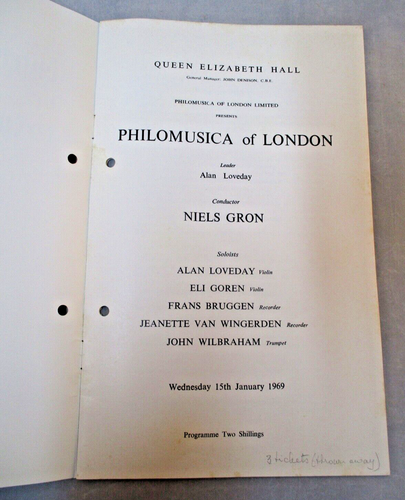 QUEEN ELIZABETH HALL
General Manager: JOHN DENISON, C.B.E.
PHILOMUSICA OF LONDON LIMITED
PRESENTS
PHILOMUSICA of LONDON
Leader
Alan Loveday
Conductor
NIELS GRON
Soloists
ALAN LOVEDAY Violin
ELI GOREN Violin
FRANS BRUGGEN Recorder
JEANETTE VAN WINGERDEN Recorder
JOHN WILBRAHAM Trumpet
Wednesday 15th January 1969
Programme Two Shillings
3 tickets (throw away)